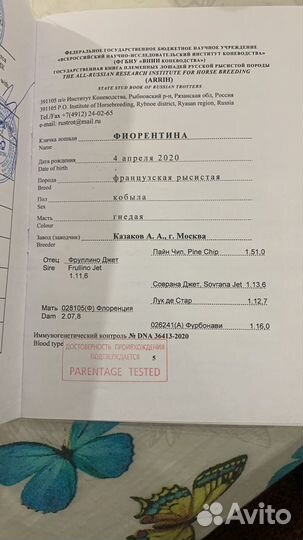 ФЕДЕРАЛЬНОЕ ГОСУДАРСТВЕННОЕ БЮДЖЕТНОЕ НАУЧНОЕ УЧРЕЖДЕНИЕ
«ВСЕРОССИЙСКИЙ НАУЧНО-ИССЛЕДОВАТЕЛЬСКИЙ ИНСТИТУТ КОНЕВОДСТВА»
(ФГБНУ «ВНИИ КОНЕВОДСТВА»)
ГОСУДАРСТВЕННАЯ КНИГА ПЛЕМЕННЫХ ЛОШАДЕЙ РУССКОЙ РЫСИСТОЙ ПОРОДЫ
THE ALL-RUSSIAN RESEARCH INSTITUTE FOR HORSE BREEDING
(ARRIH)
STATE STUD BOOK OF RUSSIAN TROTTERS
391105 п/о Институт Коневодства, Рыбновский р-н, Рязанская обл, Россия
391105 P.O. Institute of Horsebreeding, Rybnoe district, Ryasan region, Russia
Tel./Fax +7(4912) 24-02-65
e-mail: rustrot@mail.ru
Кличка лошади ФИОРЕНТИНА
Name
Дата рождения 4 апреля 2020
Date of birth
Порода французская рысистая
Breed
Пол кобыла
Sex
Масть гнедая
Colour
Завод (заводчик) Казаков А. А., г. Москва
Breeder
Пайн Чип, Pine Chip 1.51,0
Отец Фруллино Джет
Sire Frullino Jet
1.11,6
Соврана Джет, Sovrana Jet 1.13,6
Лук де Стар 1.12,7
Мать 028105(Ф) Флоренция
Dam 2.07,8
026241(А) Фурбонави 1.16,0
Иммуногенетический контроль № DNA 36413-2020
Blood type
ДОСТОВЕРНОСТЬ ПРОИСХОЖДЕНИЯ
ПОДТВЕРЖДАЕТСЯ
PARENTAGE TESTED
5
Avito